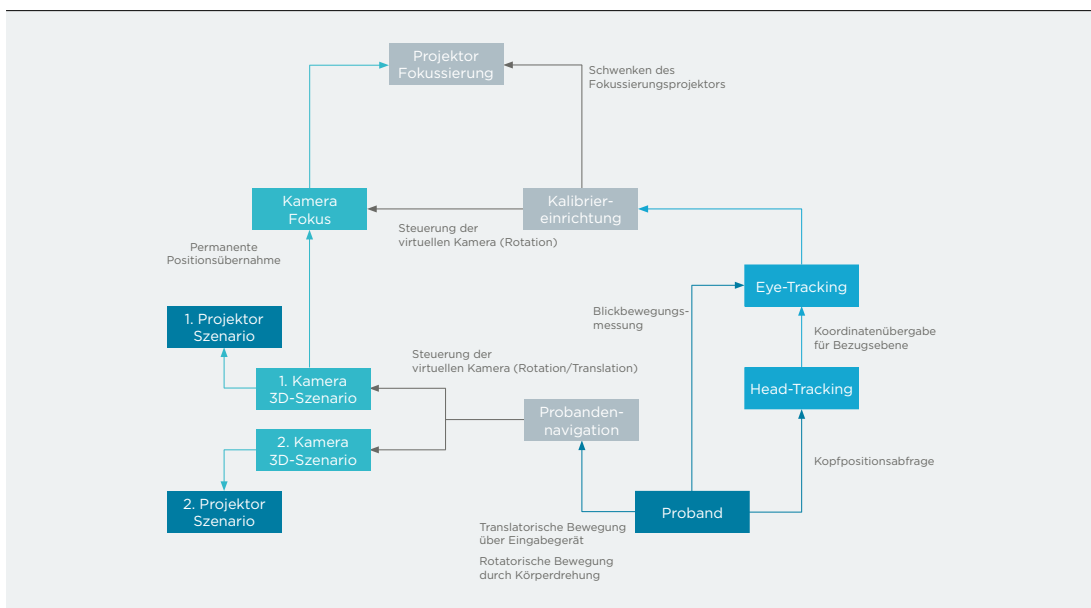 Projektor
Fokussierung
Schwenken des
Fokussierungsprojektors
Kamera
Fokus
Kalibrier-
einrichtung
Steuerung der
virtuellen Kamera (Rotation)
Permanente
Positionsübernahme
Eye-Tracking
Blickbewegungs-
messung
1. Projektor
Szenario
Koordinatenübergabe
für Bezugsebene
Steuerung der
virtuellen Kamera (Rotation/Translation)
1. Kamera
3D-Szenario
Head-Tracking
Probanden-
navigation
2. Kamera
3D-Szenario
Kopfpositionsabfrage
2. Projektor
Szenario
Proband
Translatorische Bewegung
über Eingabegerät
Rotatorische Bewegung
durch Körperdrehung